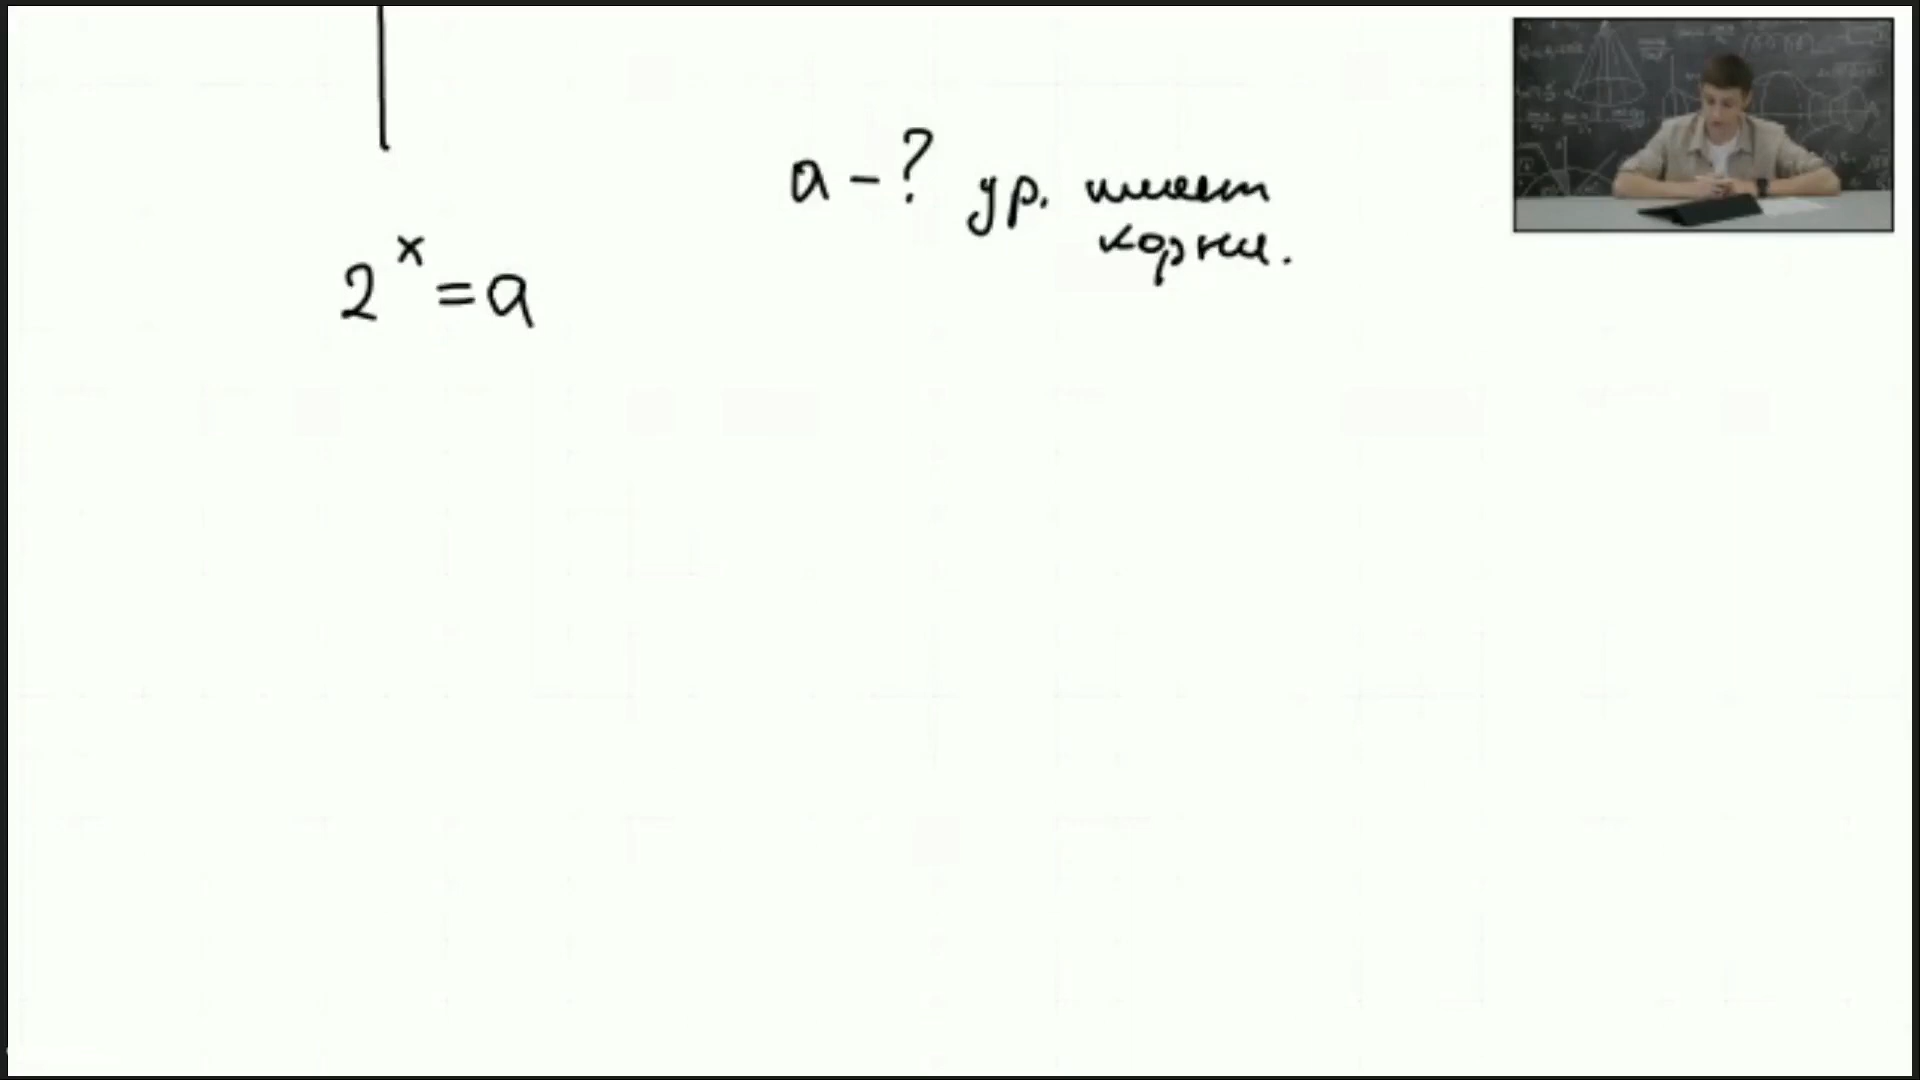 a - ? ур. имеет
корни.
2^x = a